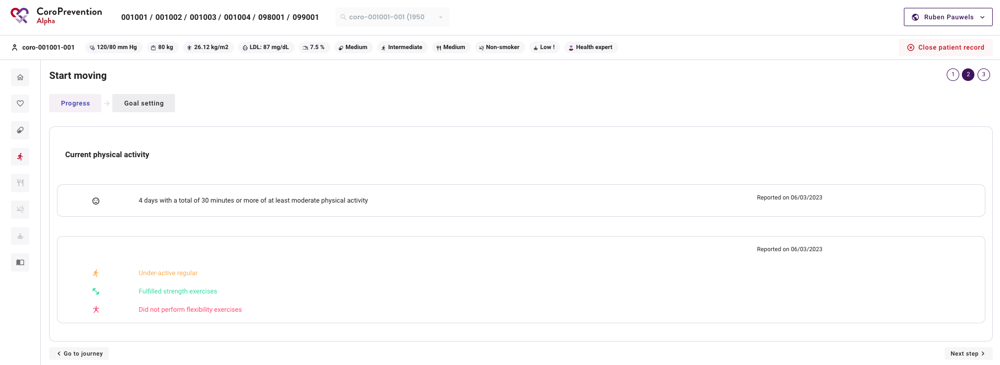 CoroPrevention
Alpha
001001 / 001002 / 001003 / 001004 / 098001 / 099001
coro-001001-001 (1950
Ruben Pauwels
coro-001001-001
120/80 mm Hg
80 kg
26.12 kg/m2
LDL: 87 mg/dL
7.5 %
Medium
Intermediate
Medium
Non-smoker
Low !
Health expert
Close patient record
Start moving
1
2
3
Progress
Goal setting
Current physical activity
4 days with a total of 30 minutes or more of at least moderate physical activity
Reported on 06/03/2023
Reported on 06/03/2023
Under-active regular
Fulfilled strength exercises
Did not perform flexibility exercises
Go to journey
Next step